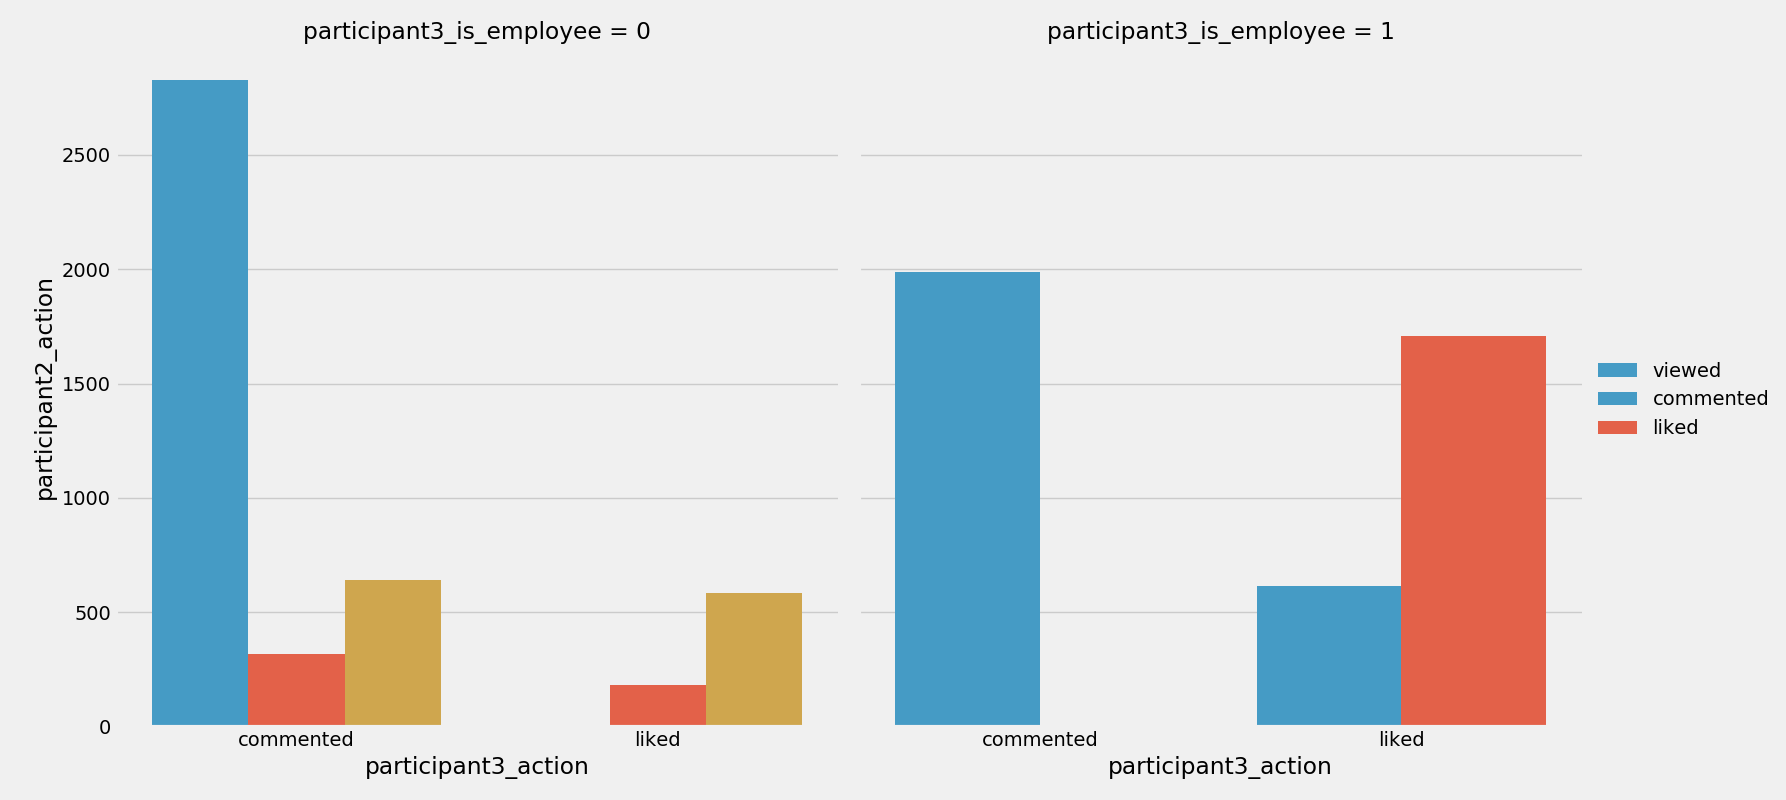 participant3_is_employee = 0
participant3_is_employee = 1
participant2_action
2500
2000
1500
1000
500
0
commented
liked
participant3_action
commented
liked
participant3_action
viewed
commented
liked